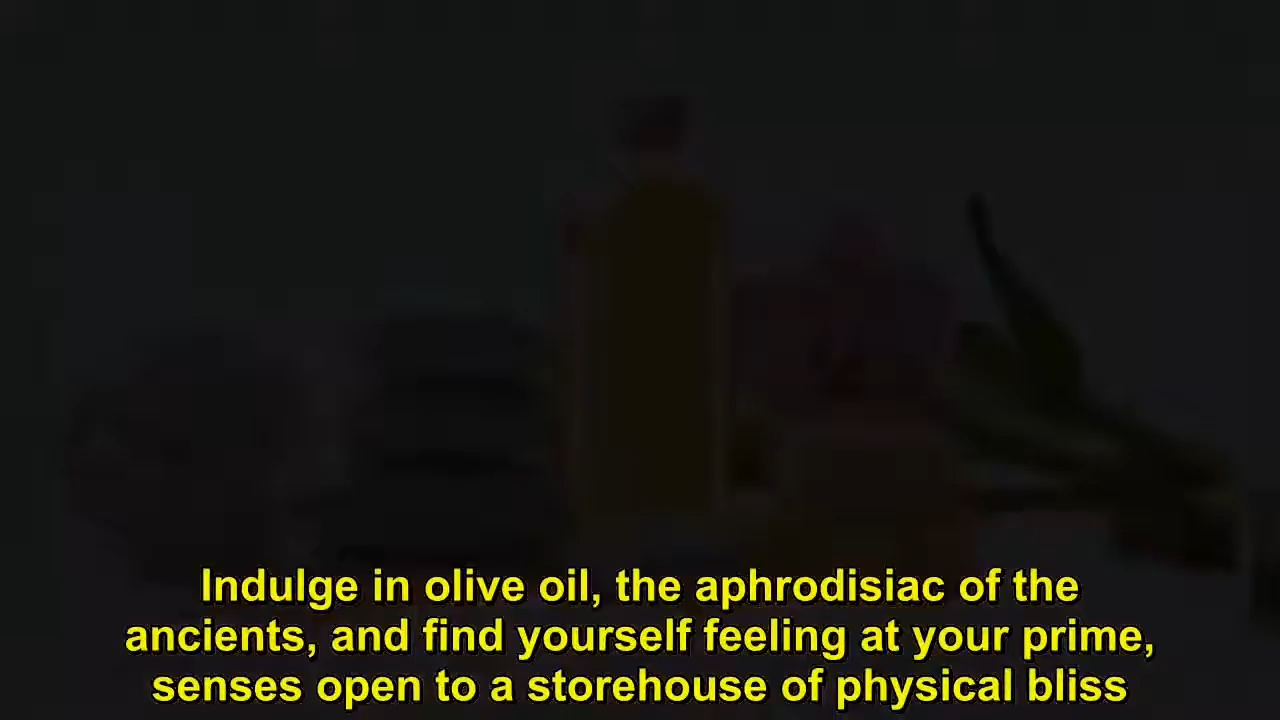 Indulge in olive oil, the aphrodisiac of the
ancients, and find yourself feeling at your prime,
senses open to a storehouse of physical bliss